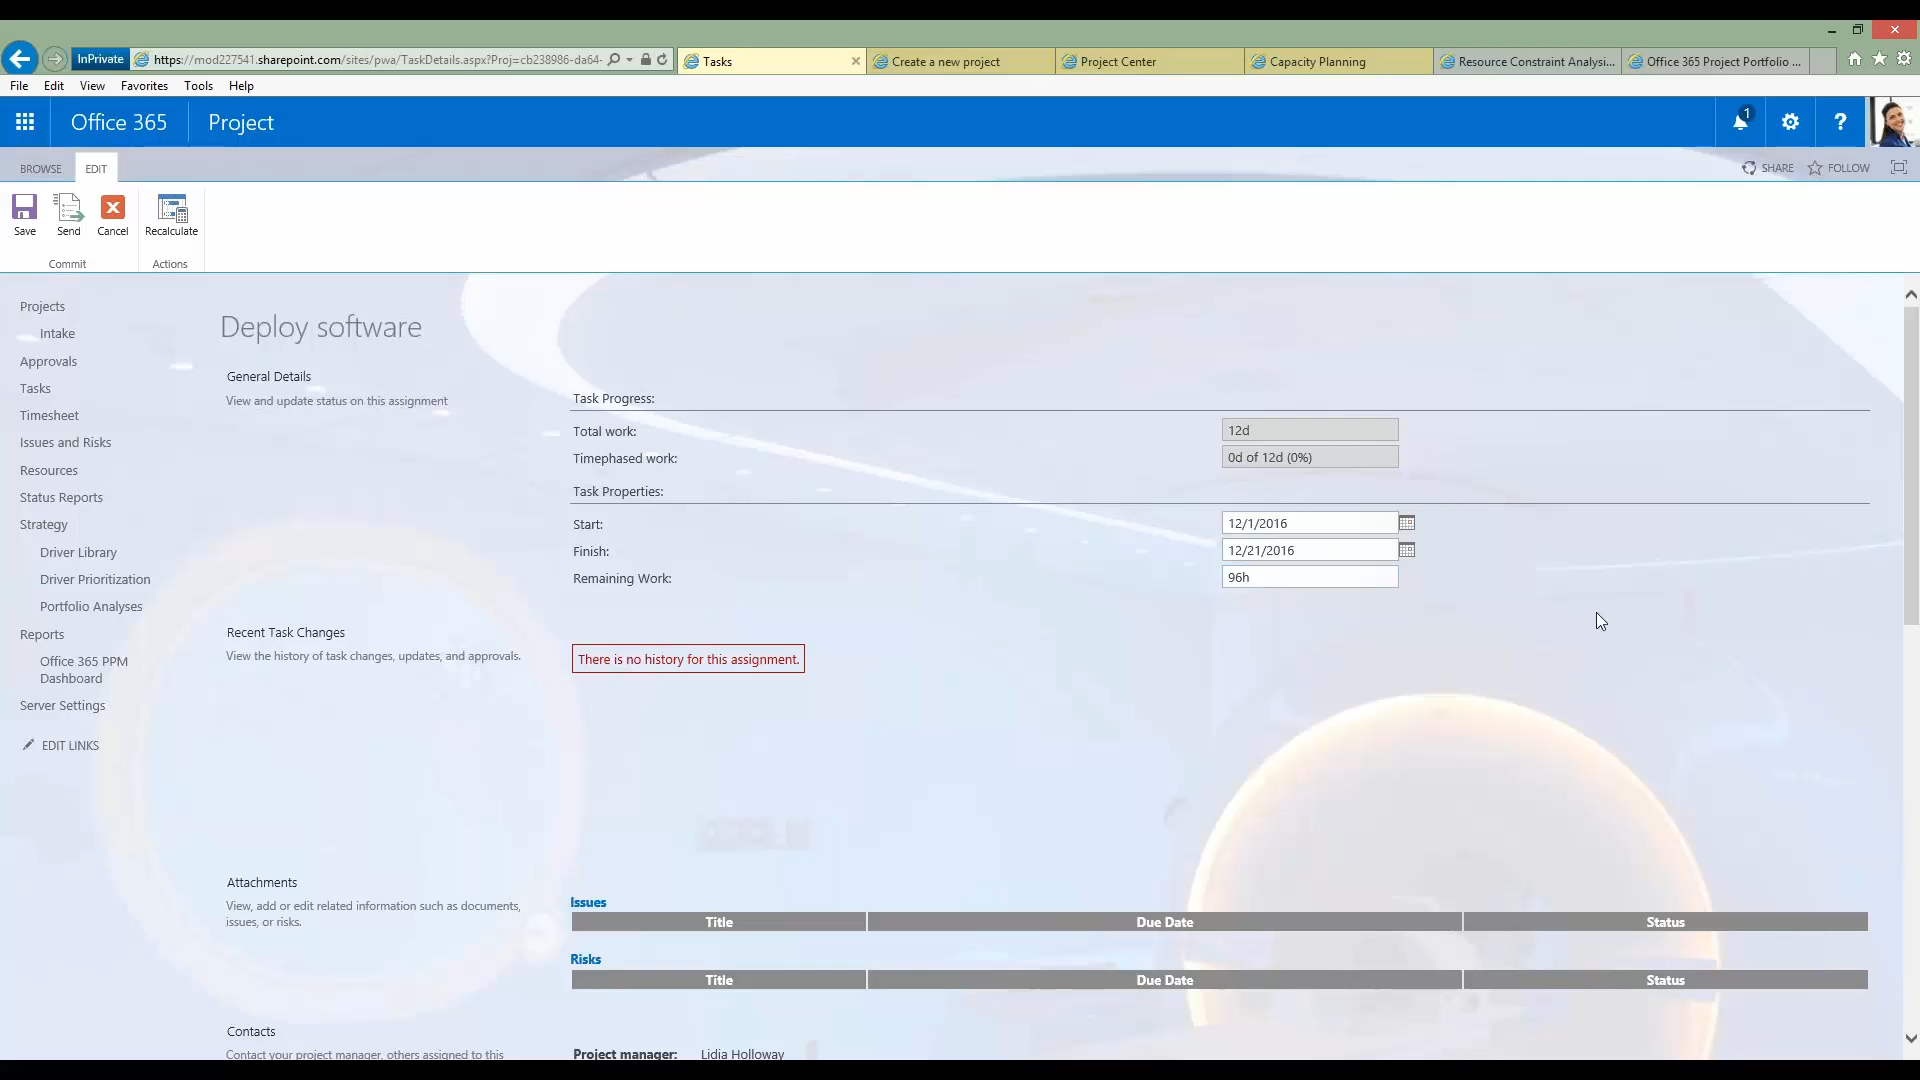 InPrivate
https://mod227541.sharepoint.com/sites/pwa/TaskDetails.aspx?Proj=cb238986-da64-
Tasks
Create a new project
Project Center
Capacity Planning
Resource Constraint Analysi...
Office 365 Project Portfolio ...
File Edit View Favorites Tools Help
Office 365
Project
1
?
BROWSE
EDIT
SHARE
FOLLOW
Save
Send
Cancel
Recalculate
Commit
Actions
Projects
Intake
Approvals
Tasks
Timesheet
Issues and Risks
Resources
Status Reports
Strategy
Driver Library
Driver Prioritization
Portfolio Analyses
Reports
Office 365 PPM
Dashboard
Server Settings
EDIT LINKS
Deploy software
General Details
View and update status on this assignment
Task Progress:
Total work: 12d
Timephased work: 0d of 12d (0%)
Task Properties:
Start: 12/1/2016
Finish: 12/21/2016
Remaining Work: 96h
Recent Task Changes
View the history of task changes, updates, and approvals.
There is no history for this assignment.
Attachments
View, add or edit related information such as documents,
issues, or risks.
Issues
Title Due Date Status
Risks
Title Due Date Status
Contacts
Contact your project manager, others assigned to this
Project manager: Lidia Holloway